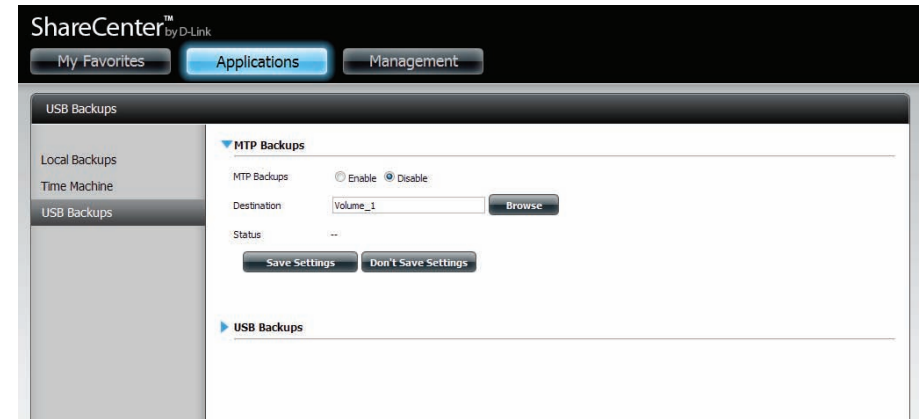 ShareCenter™ by D-Link
My Favorites Applications Management
USB Backups
Local Backups
Time Machine
USB Backups
MTP Backups
MTP Backups Enable Disable
Destination Volume_1 Browse
Status --
Save Settings Don't Save Settings
USB Backups